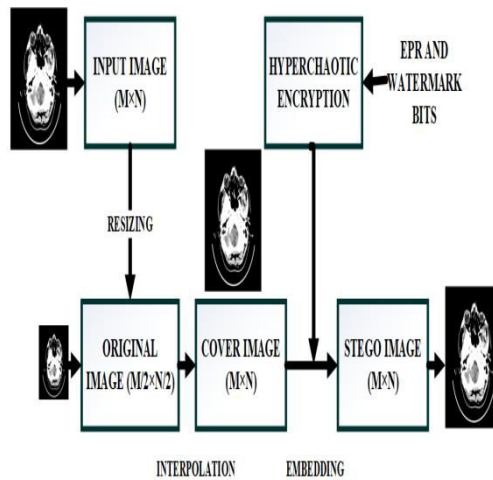 INPUT IMAGE
(M×N)
HYPERCHAOTIC
ENCRYPTION
EPR AND
WATERMARK
BITS
RESIZING
ORIGINAL
IMAGE (M/2×N/2)
COVER IMAGE
(M×N)
STEGO IMAGE
(M×N)
INTERPOLATION
EMBEDDING